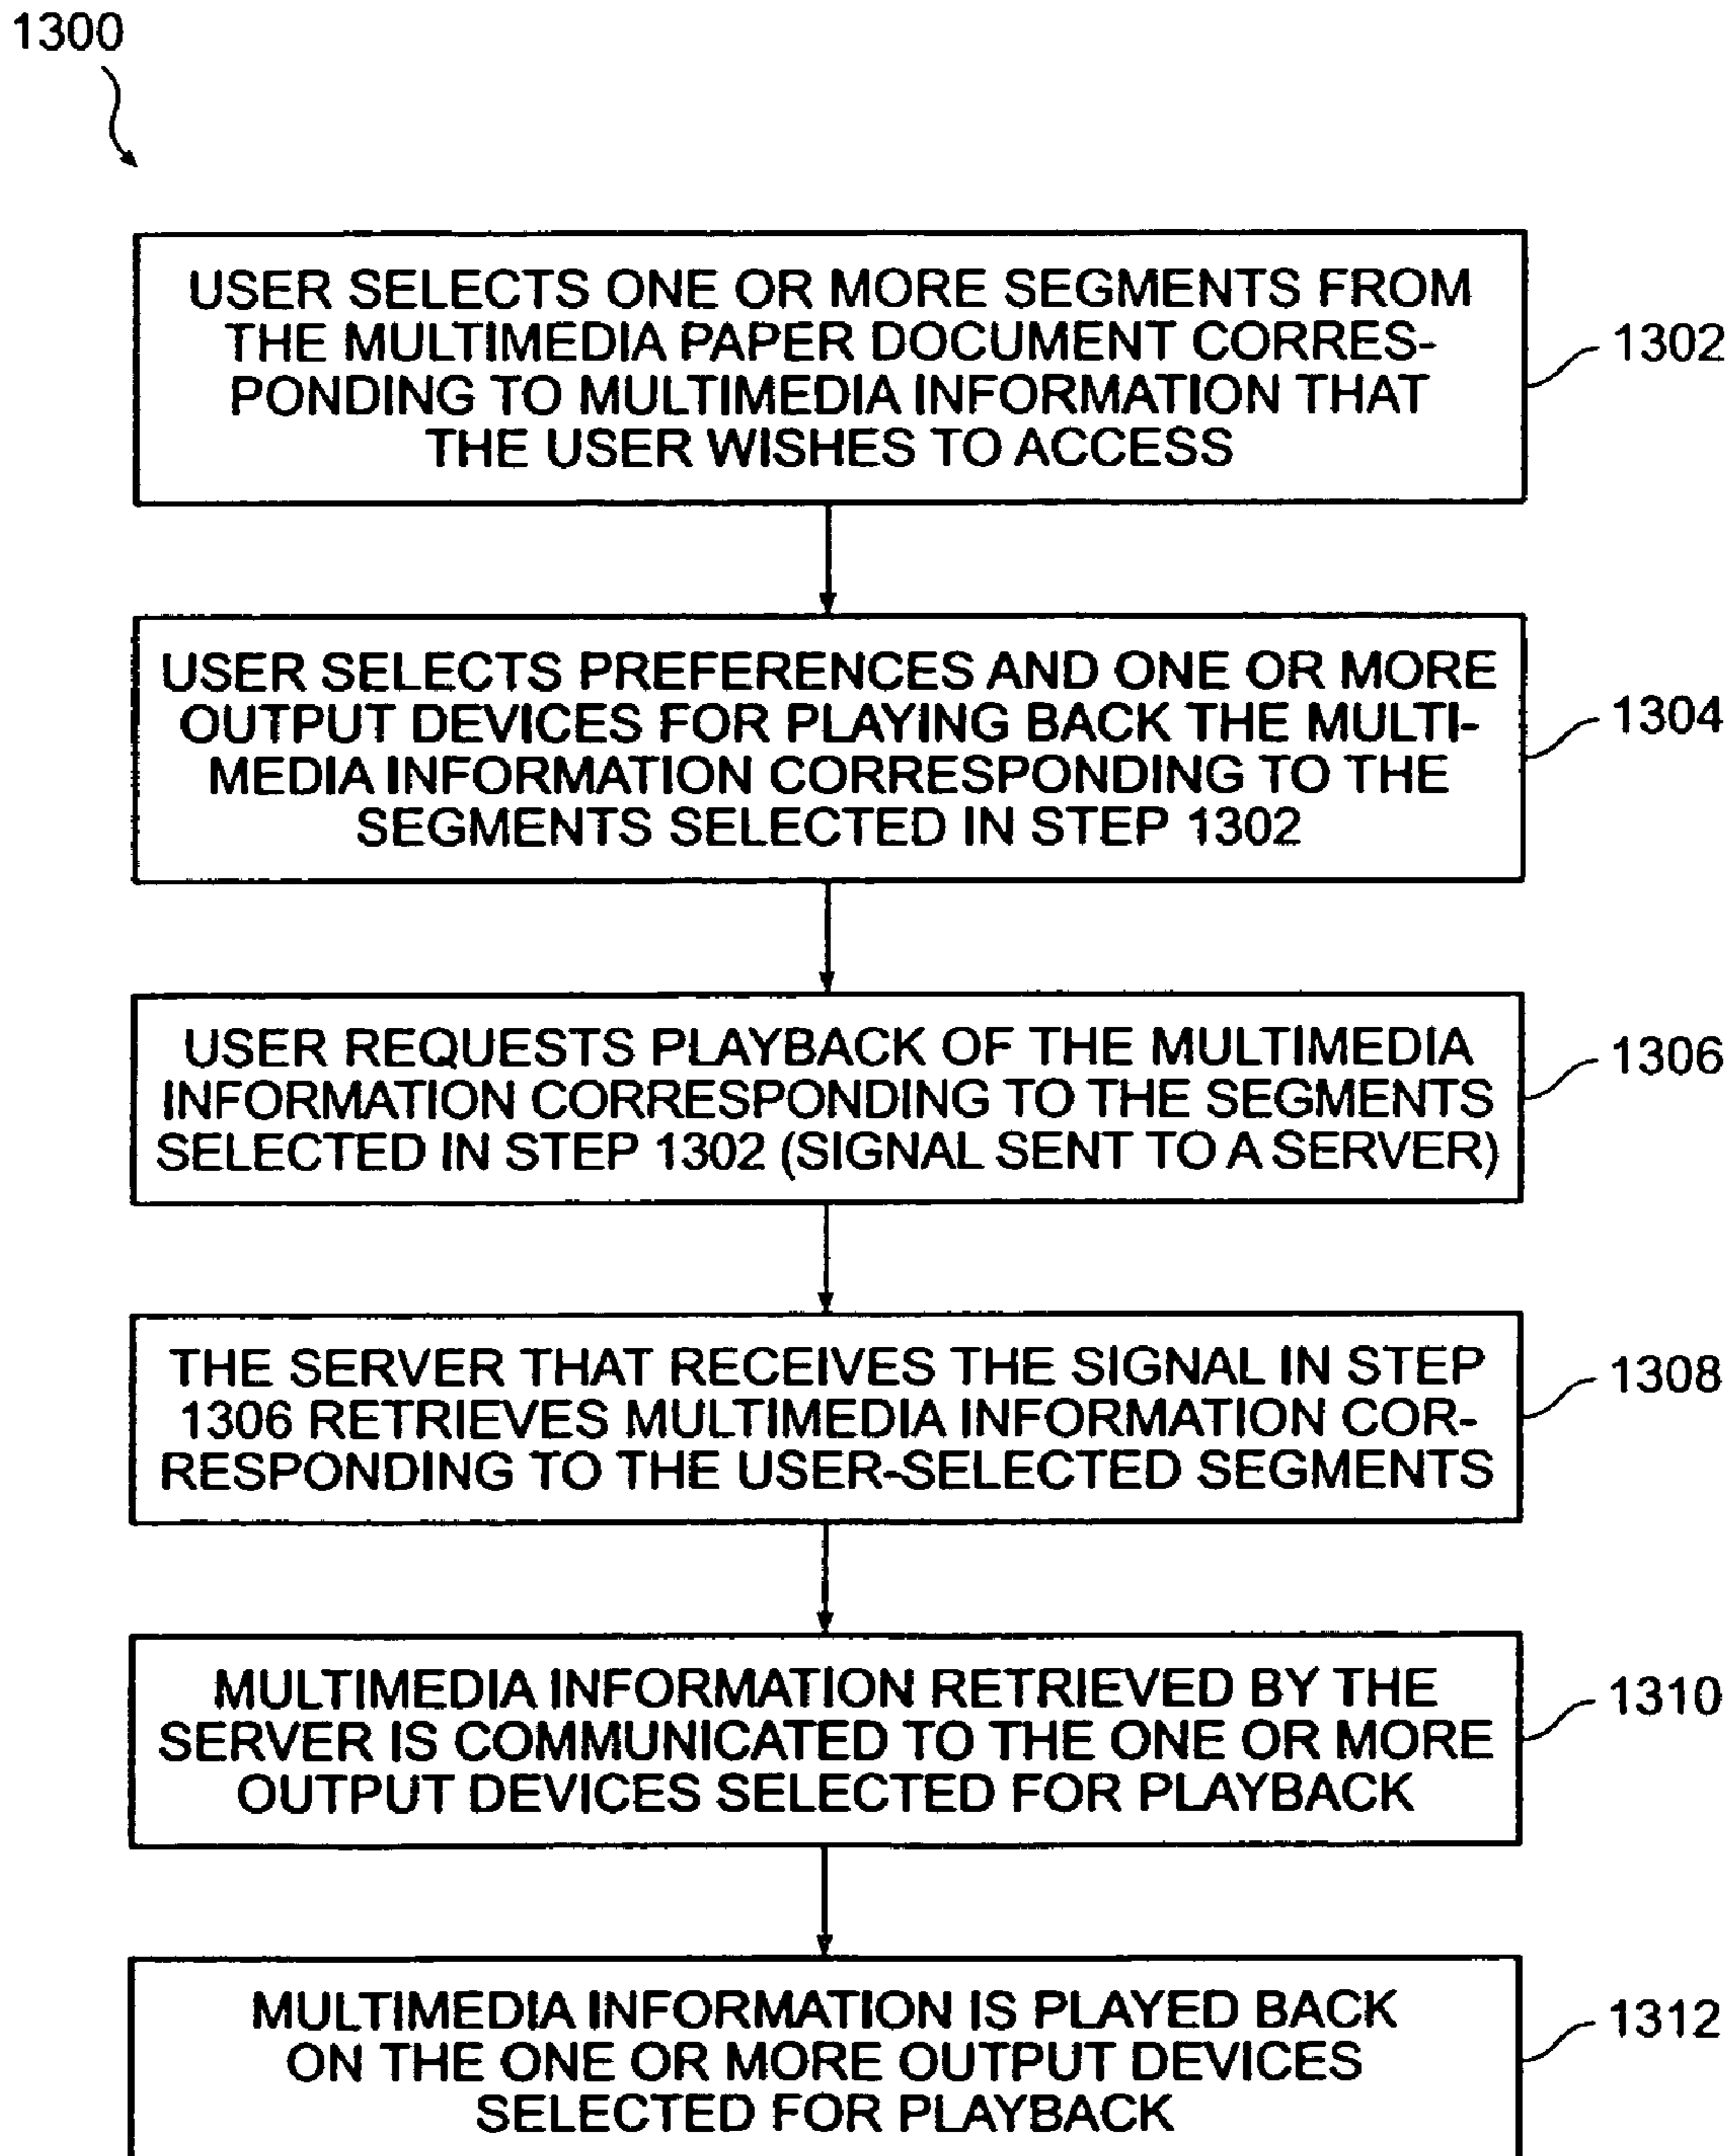 1300
USER SELECTS ONE OR MORE SEGMENTS FROM
THE MULTIMEDIA PAPER DOCUMENT CORRES-
PONDING TO MULTIMEDIA INFORMATION THAT
THE USER WISHES TO ACCESS
1302
USER SELECTS PREFERENCES AND ONE OR MORE
OUTPUT DEVICES FOR PLAYING BACK THE MULTI-
MEDIA INFORMATION CORRESPONDING TO THE
SEGMENTS SELECTED IN STEP 1302
1304
USER REQUESTS PLAYBACK OF THE MULTIMEDIA
INFORMATION CORRESPONDING TO THE SEGMENTS
SELECTED IN STEP 1302 (SIGNAL SENT TO A SERVER)
1306
THE SERVER THAT RECEIVES THE SIGNAL IN STEP
1306 RETRIEVES MULTIMEDIA INFORMATION COR-
RESPONDING TO THE USER-SELECTED SEGMENTS
1308
MULTIMEDIA INFORMATION RETRIEVED BY THE
SERVER IS COMMUNICATED TO THE ONE OR MORE
OUTPUT DEVICES SELECTED FOR PLAYBACK
1310
MULTIMEDIA INFORMATION IS PLAYED BACK
ON THE ONE OR MORE OUTPUT DEVICES
SELECTED FOR PLAYBACK
1312